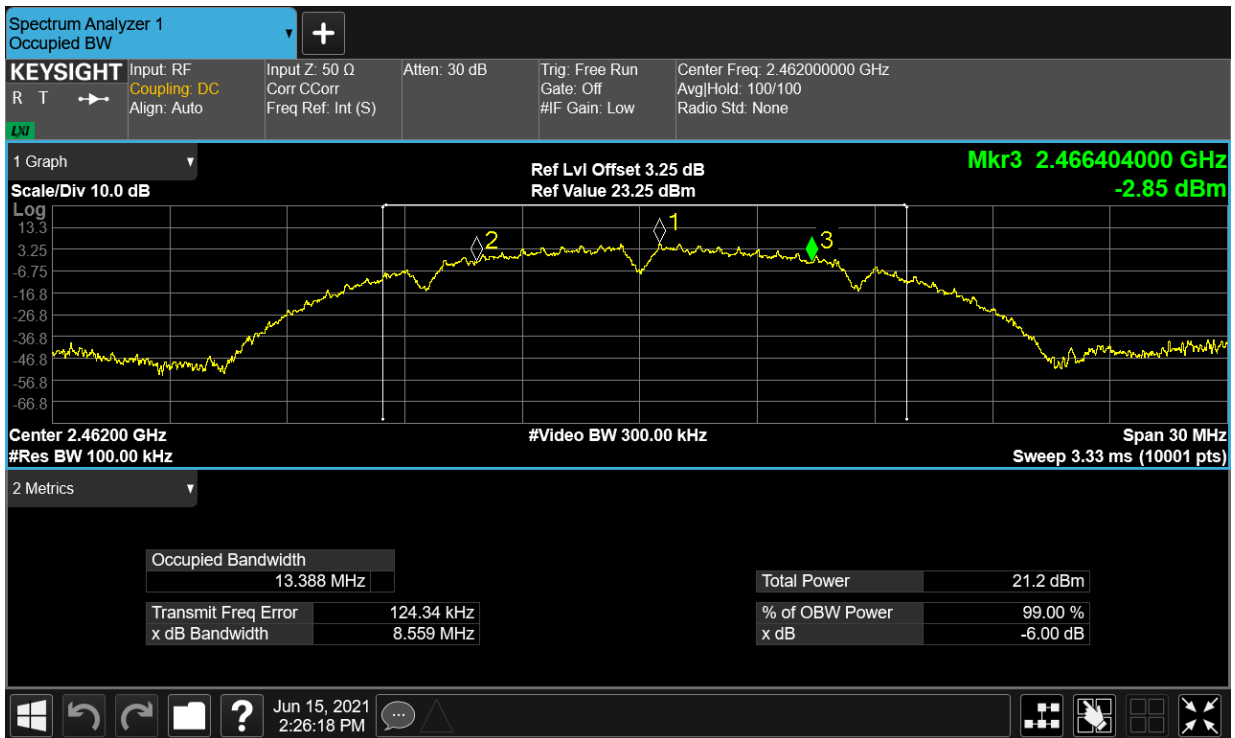 Spectrum Analyzer 1
Occupied BW
KEYSIGHT
R T
LXI
Input: RF
Coupling: DC
Align: Auto
Input Z: 50 Ω
Corr CCorr
Freq Ref: Int (S)
Atten: 30 dB
Trig: Free Run
Gate: Off
#IF Gain: Low
Center Freq: 2.462000000 GHz
Avg|Hold: 100/100
Radio Std: None
1 Graph
Scale/Div 10.0 dB
Ref Lvl Offset 3.25 dB
Ref Value 23.25 dBm
Mkr3 2.466404000 GHz
-2.85 dBm
Log
13.3
3.25
-6.75
-16.8
-26.8
-36.8
-46.8
-56.8
-66.8
2
1
3
Center 2.46200 GHz
#Res BW 100.00 kHz
#Video BW 300.00 kHz
Span 30 MHz
Sweep 3.33 ms (10001 pts)
2 Metrics
Occupied Bandwidth
13.388 MHz
Transmit Freq Error 124.34 kHz
x dB Bandwidth 8.559 MHz
Total Power 21.2 dBm
% of OBW Power 99.00 %
x dB -6.00 dB
?
Jun 15, 2021
2:26:18 PM